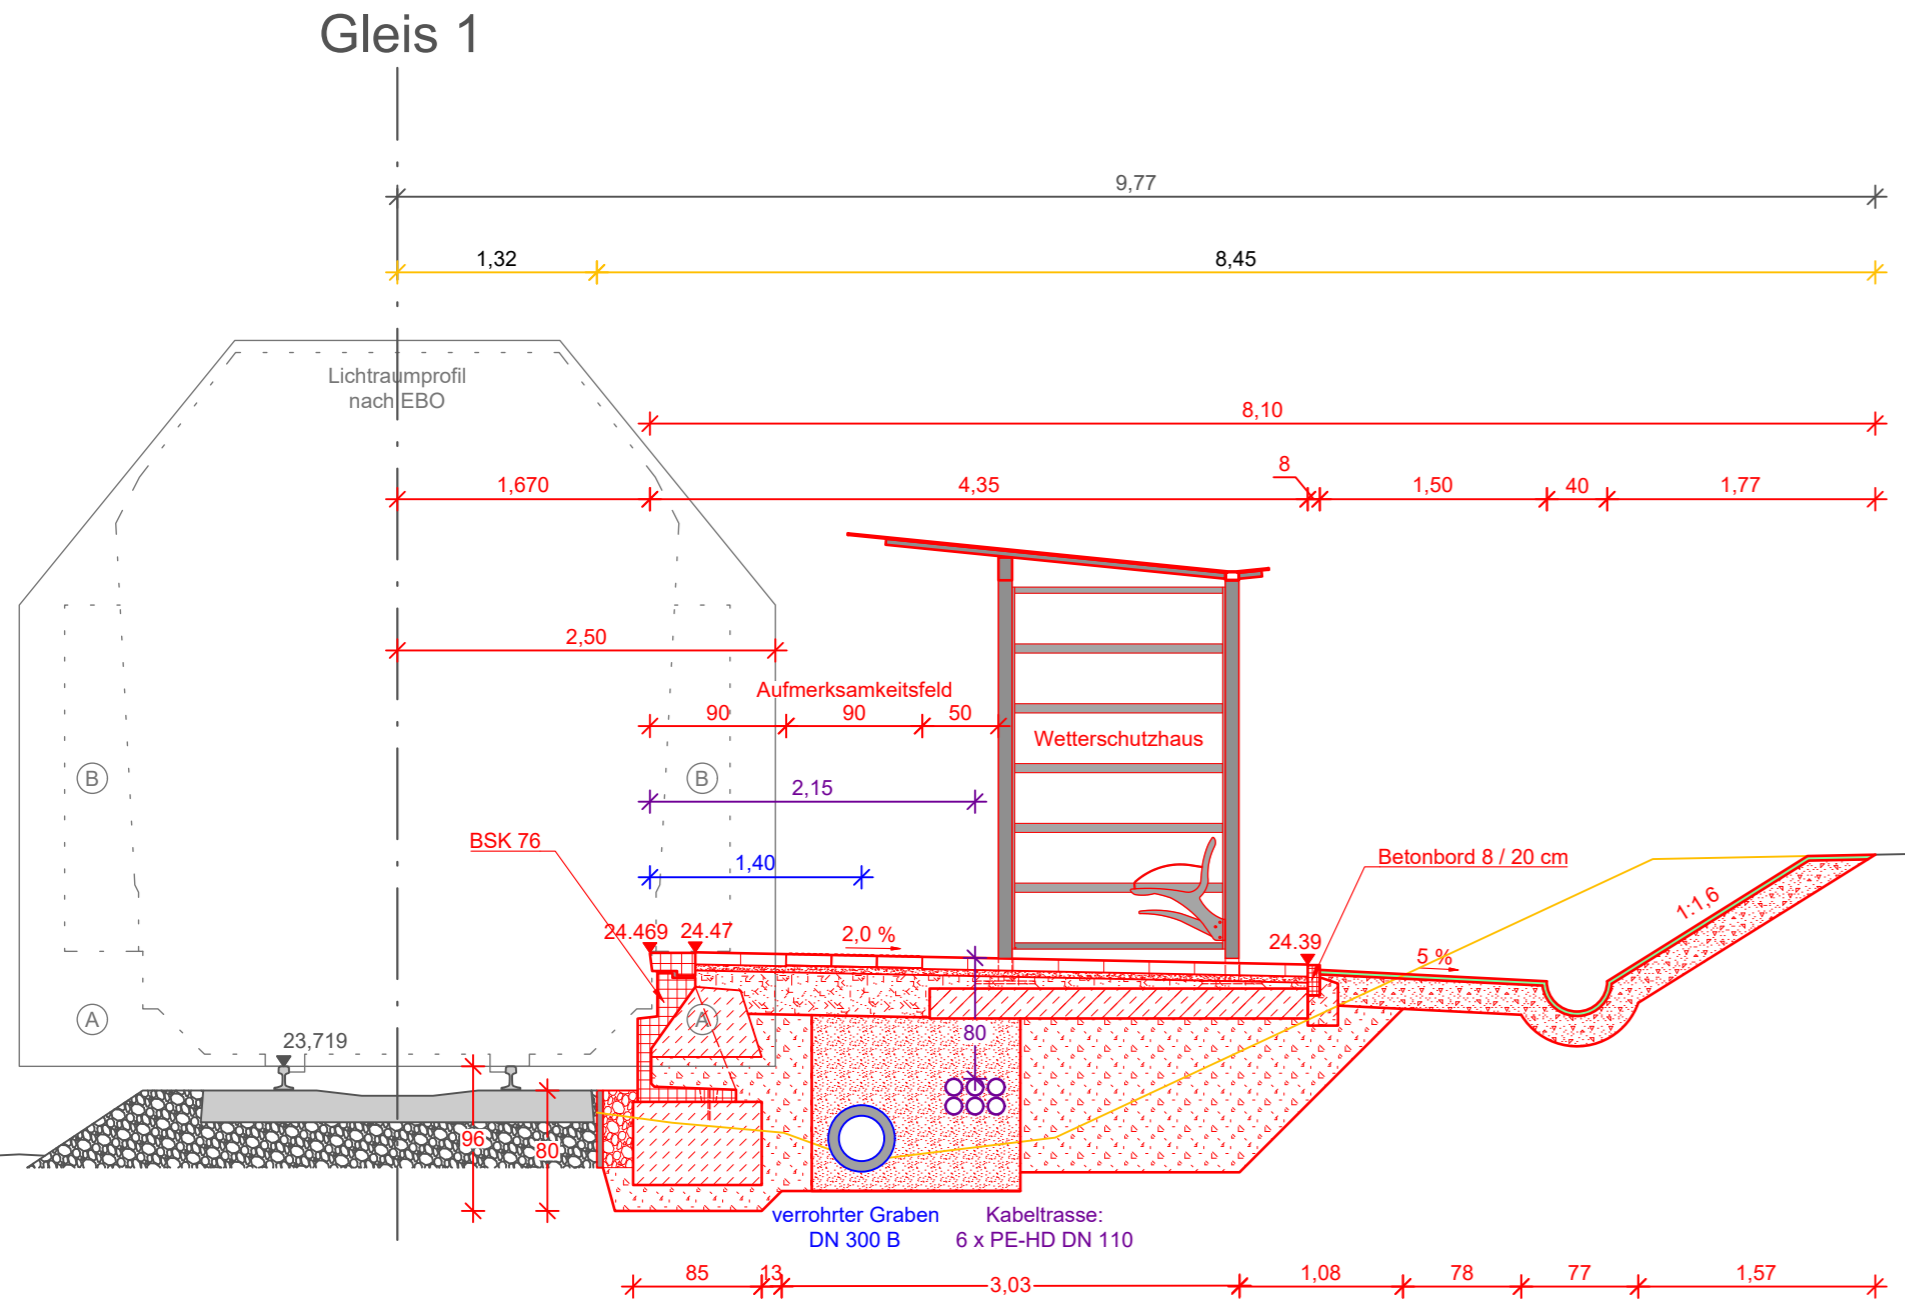 Gleis 1
9,77
1,32
8,45
Lichtraumprofil
nach EBO
8,10
8
1,670
4,35
1,50
40
1,77
2,50
Aufmerksamkeitsfeld
90
90
50
Wetterschutzhaus
B
B
2,15
BSK 76
1,40
Betonbord 8 / 20 cm
1:1,6
24.469
24.47
2,0 %
24.39
5 %
A
A
23,719
80
96
80
verrohrter Graben
DN 300 B
Kabeltrasse:
6 x PE-HD DN 110
85
13
3,03
1,08
78
77
1,57